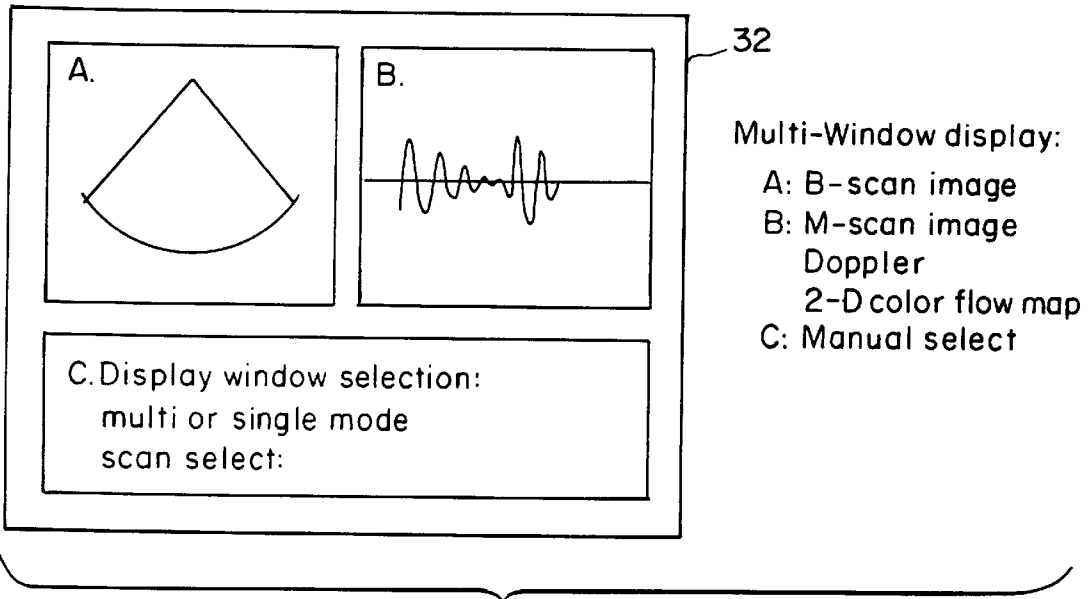 A.
B.
32
C. Display window selection:
multi or single mode
scan select:
Multi-Window display:
A: B-scan image
B: M-scan image
Doppler
2-D color flow map
C: Manual select